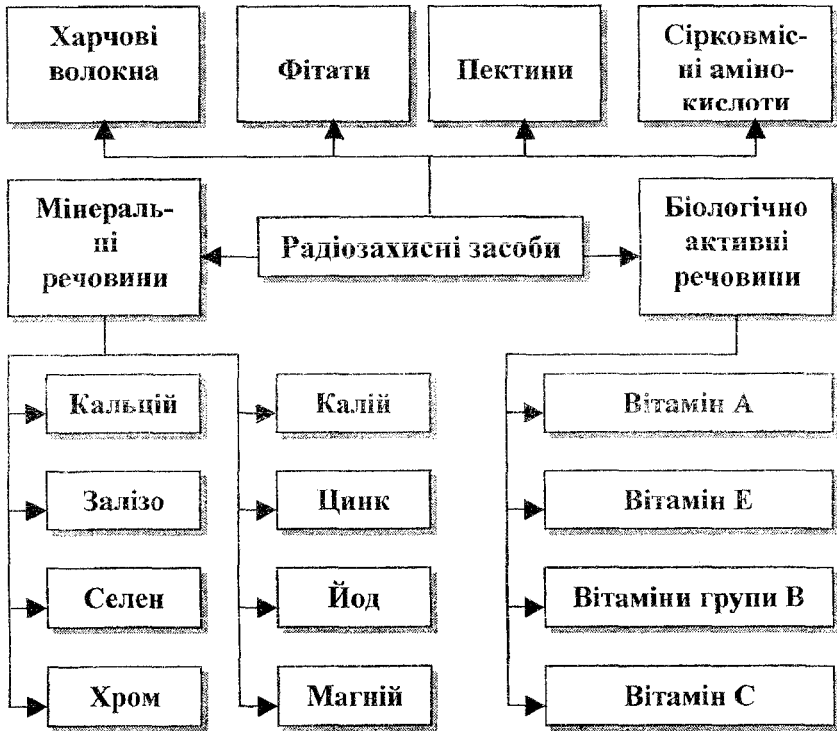 Харчові
волокна
Фітати
Пектини
Сірковміс-
ні аміно-
кислоти
Мінераль-
ні
речовини
Радіозахисні засоби
Біологічно
активні
речовини
Кальцій
Калій
Вітамін А
Залізо
Цинк
Вітамін Е
Селен
Йод
Вітаміни групи В
Хром
Магній
Вітамін С